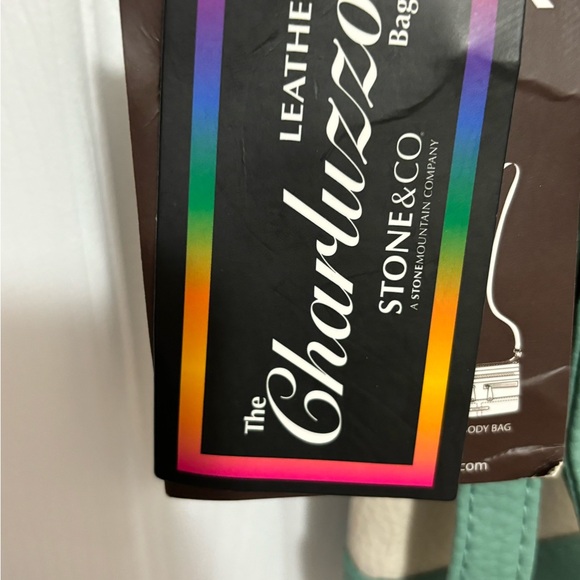 LEATHE
The Charluzzo
Bag
STONE&CO
A STONEMOUNTAIN COMPANY
ODY BAG
.com